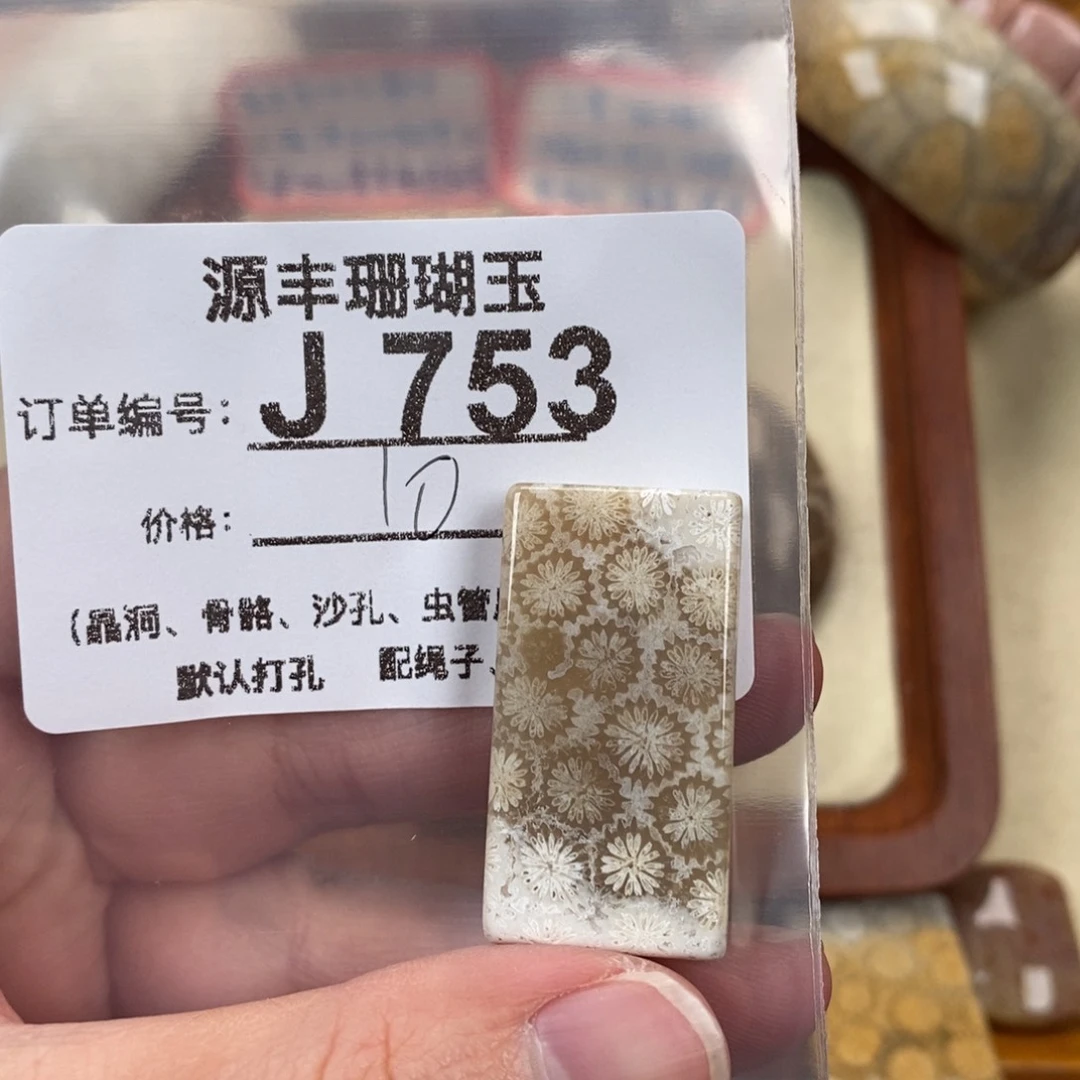 源丰珊瑚玉
订单编号: J 753
价格: 10
(晶洞、骨骼、沙孔、虫管
默认打孔 配绳子、